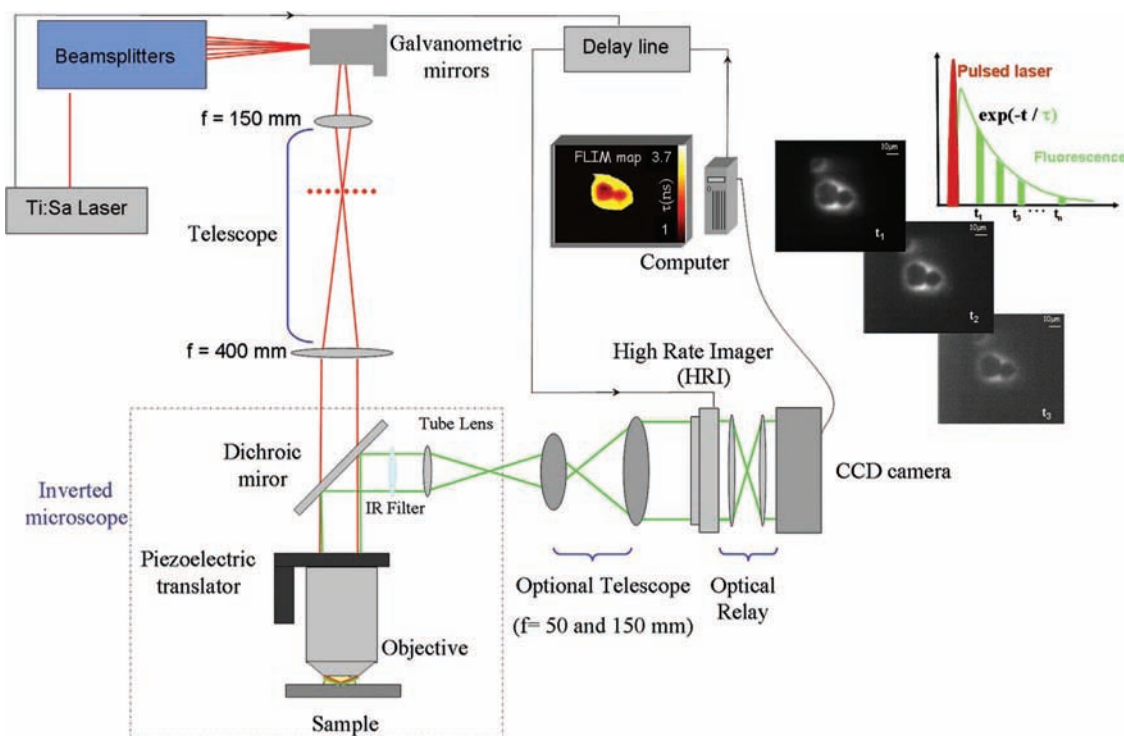 Beamsplitters
Galvanometric
mirrors
Delay line
Pulsed laser
exp(-t / τ)
10µm
Fluorescence
t₁ t₃ ··· tₙ
f = 150 mm
FLIM map 3.7
τ(ns)
1
10µm
t₁
Ti:Sa Laser
Telescope
Computer
10µm
t₂
10µm
t₃
f = 400 mm
High Rate Imager
(HRI)
Tube Lens
Dichroic
miror
IR Filter
CCD camera
Inverted
microscope
Piezoelectric
translator
Optional Telescope
(f= 50 and 150 mm)
Optical
Relay
Objective
Sample